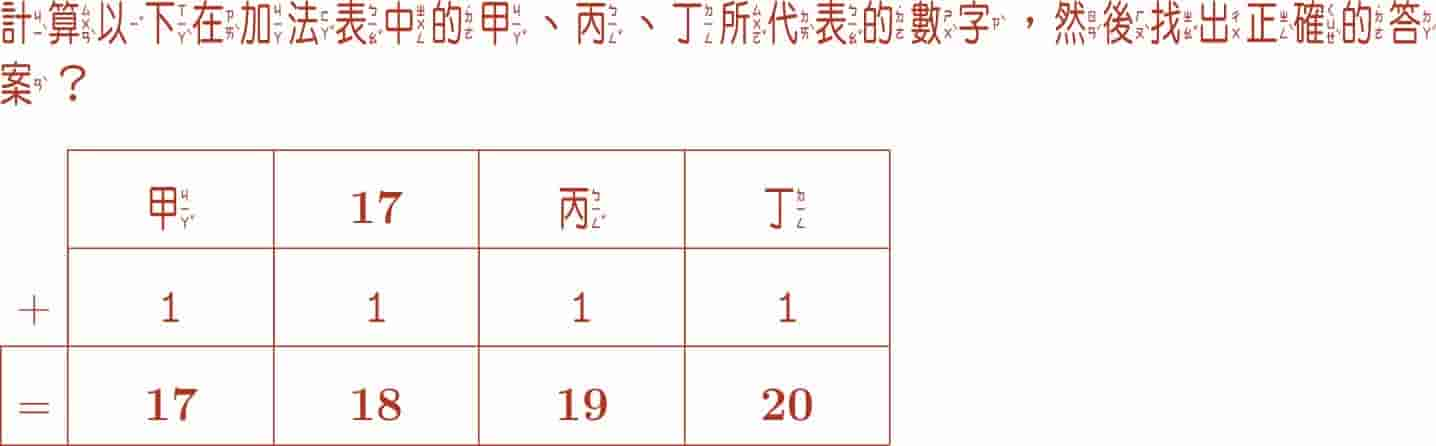 計算以下在加法表中的甲、丙、丁所代表的數字，然後找出正確的答
案？
甲 17 丙 丁
+ 1 1 1 1
= 17 18 19 20